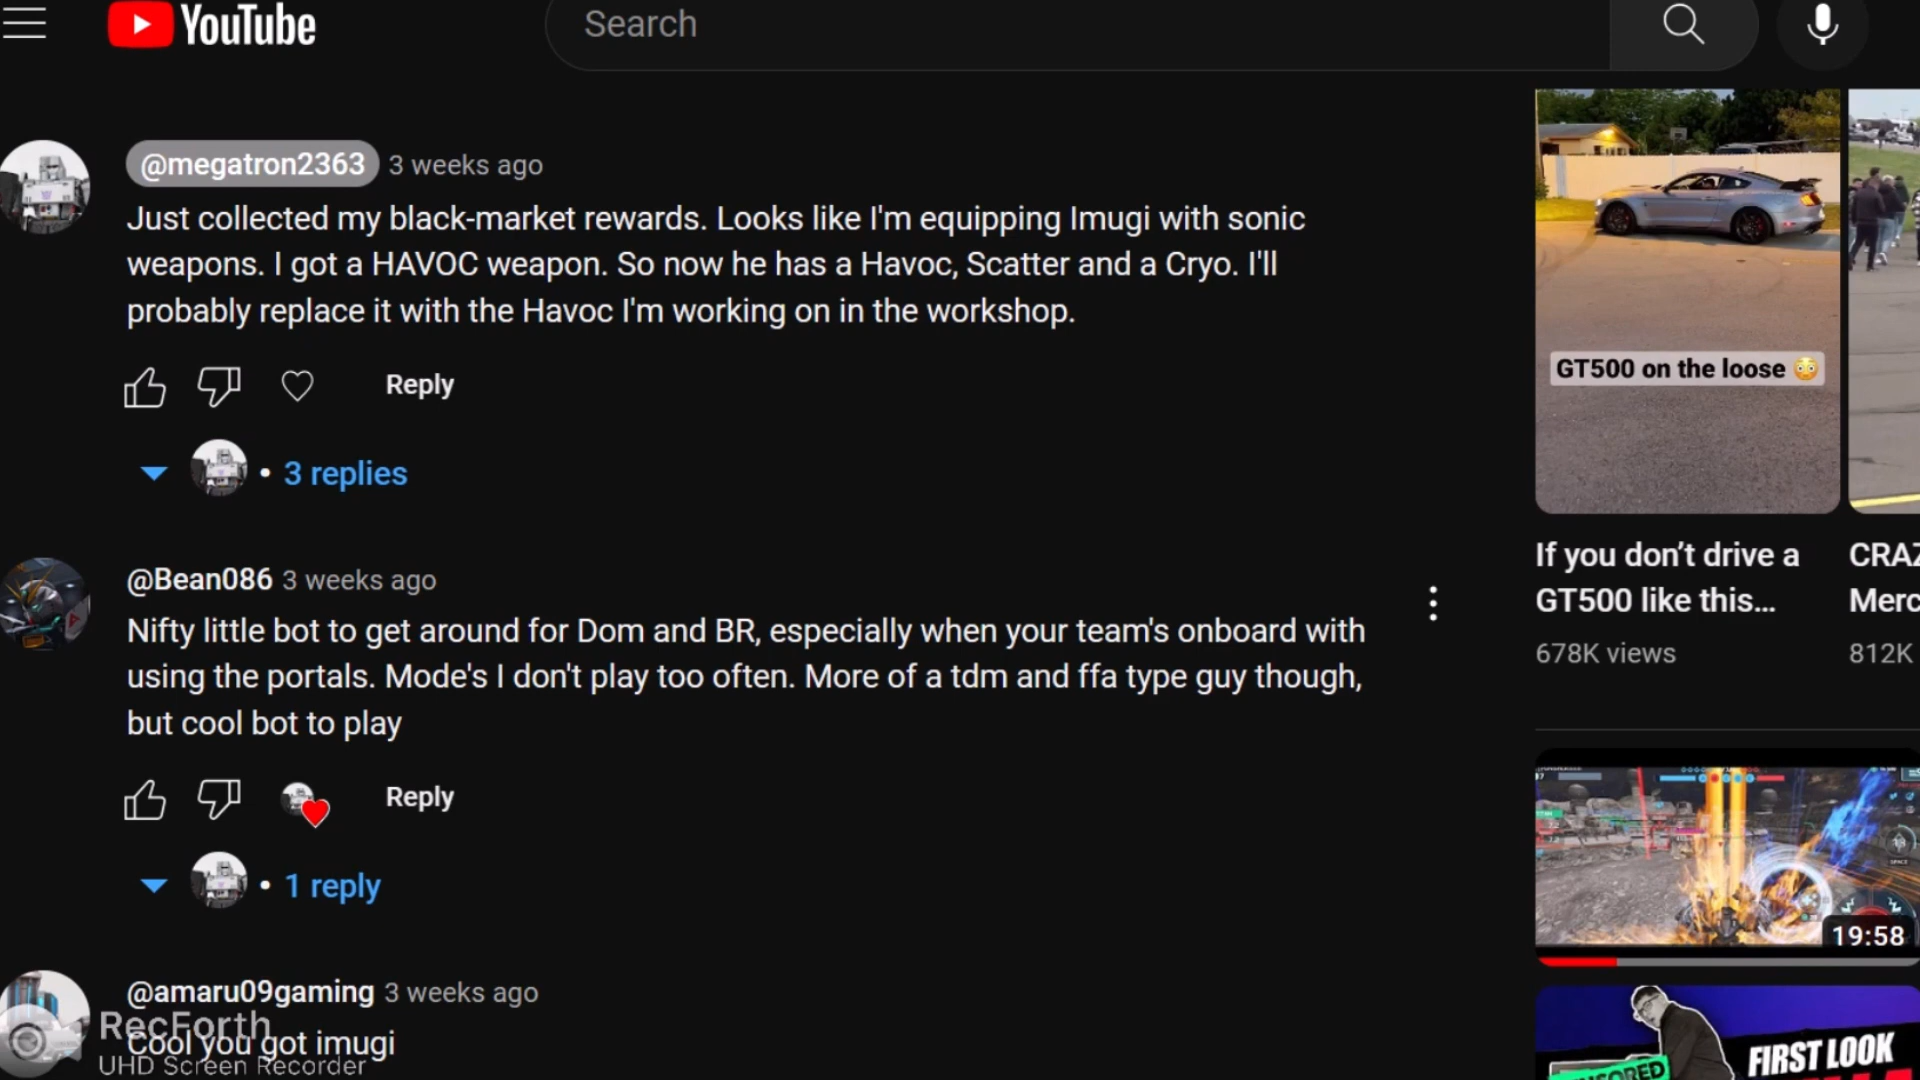 YouTube
Search
@megatron2363 3 weeks ago
Just collected my black-market rewards. Looks like I'm equipping Imugi with sonic
weapons. I got a HAVOC weapon. So now he has a Havoc, Scatter and a Cryo. I'll
probably replace it with the Havoc I'm working on in the workshop.
Reply
3 replies
@Bean086 3 weeks ago
Nifty little bot to get around for Dom and BR, especially when your team's onboard with
using the portals. Mode's I don't play too often. More of a tdm and ffa type guy though,
but cool bot to play
Reply
1 reply
@amaru09gaming 3 weeks ago
Cool you got imugi
RecForth
UHD Screen Recorder
GT500 on the loose 😳
If you don't drive a
GT500 like this...
678K views
CRAZ
Merc
812K
SPACE
19:58
FIRST LOOK